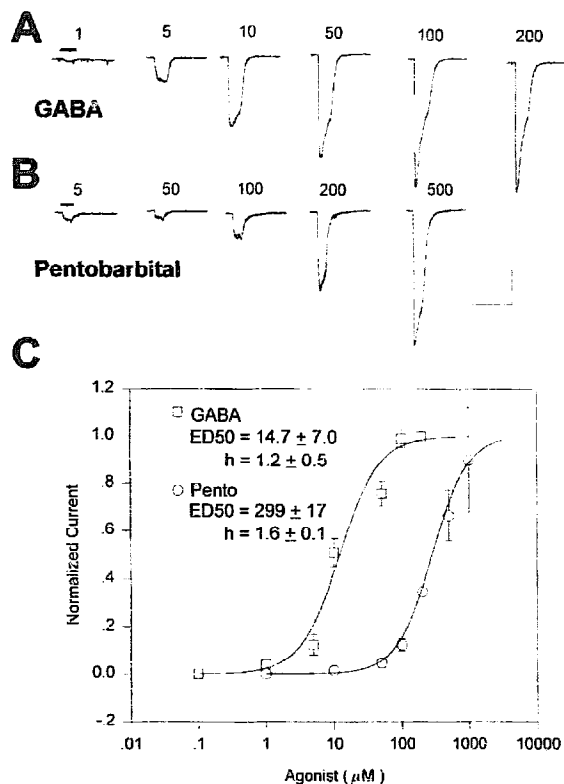 A
1 5 10 50 100 200
GABA
B
5 50 100 200 500
Pentobarbital
C
1.2
1.0
.8
.6
.4
.2
0.0
-.2
Normalized Current
GABA
ED50 = 14.7 ± 7.0
h = 1.2 ± 0.5
Pento
ED50 = 299 ± 17
h = 1.6 ± 0.1
.01 .1 1 10 100 1000 10000
Agonist ( μM )